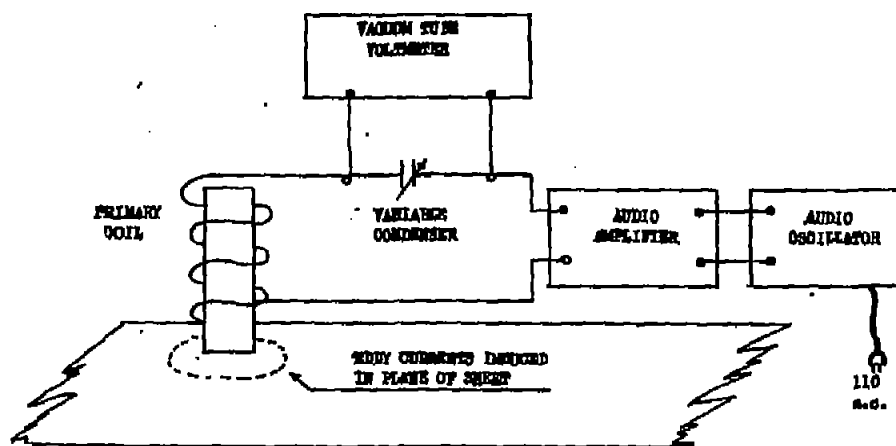 VACUUM TUBE
VOLTMETER
PRIMARY
COIL
VARIABLE
CONDENSER
AUDIO
AMPLIFIER
AUDIO
OSCILLATOR
EDDY CURRENTS INDUCED
IN PLANE OF SHEET
110
a.c.